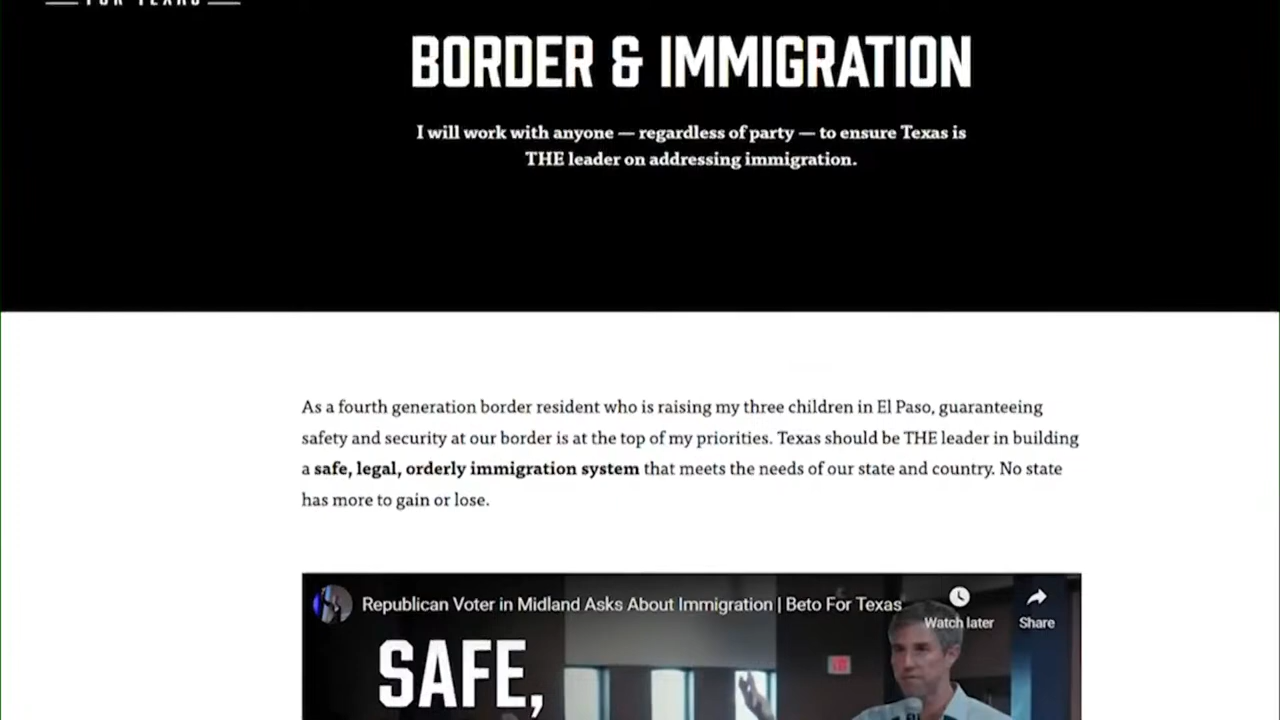 FOR TEXAS
BORDER & IMMIGRATION
I will work with anyone — regardless of party — to ensure Texas is
THE leader on addressing immigration.
As a fourth generation border resident who is raising my three children in El Paso, guaranteeing
safety and security at our border is at the top of my priorities. Texas should be THE leader in building
a safe, legal, orderly immigration system that meets the needs of our state and country. No state
has more to gain or lose.
Republican Voter in Midland Asks About Immigration | Beto For Texas
Watch later
Share
SAFE,